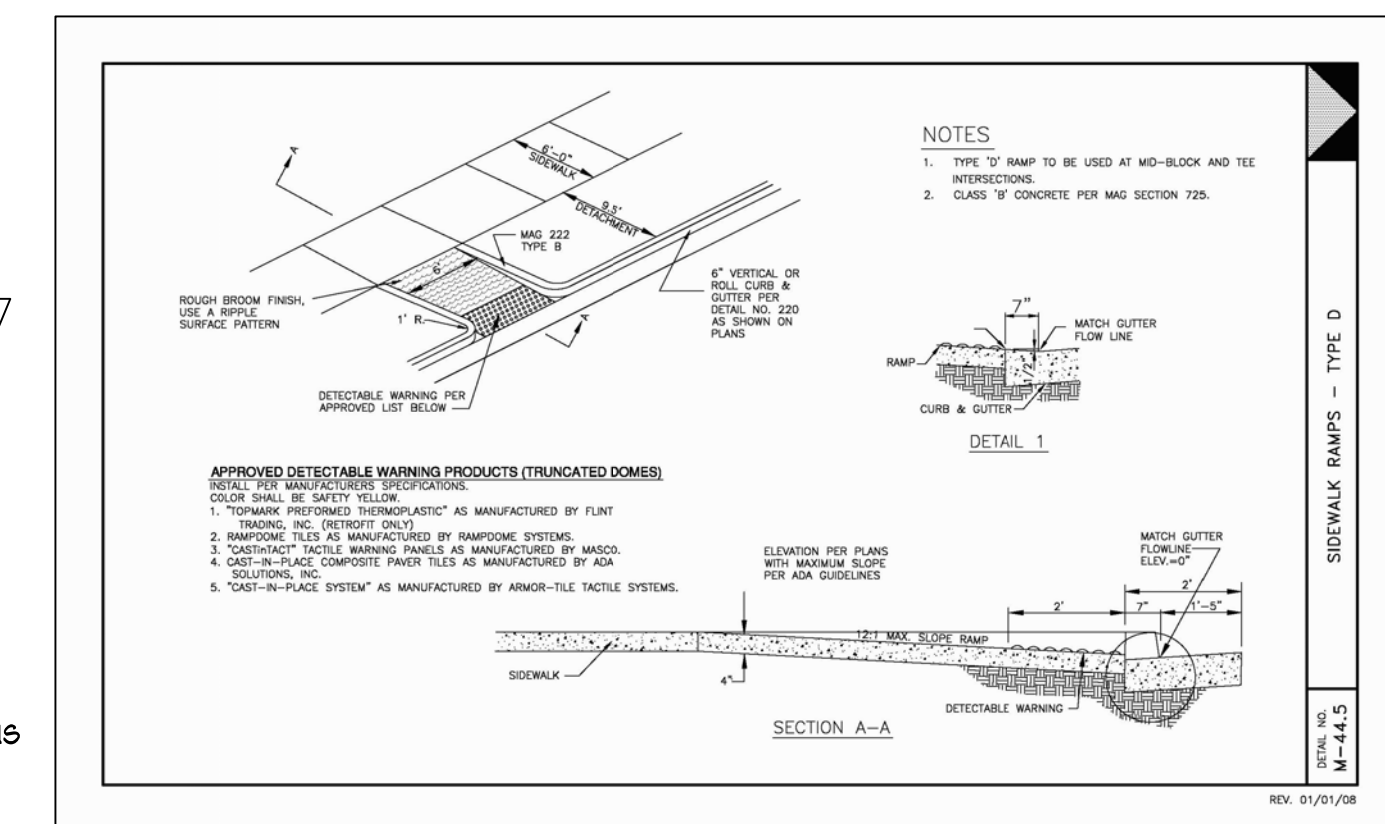 A
6'-0"
SIDEWALK
9.5'
DETACHMENT
MAG 222
TYPE B
6'
ROUGH BROOM FINISH,
USE A RIPPLE
SURFACE PATTERN
1' R.
A
6" VERTICAL OR
ROLL CURB &
GUTTER PER
DETAIL NO. 220
AS SHOWN ON
PLANS
DETECTABLE WARNING PER
APPROVED LIST BELOW
NOTES
1. TYPE 'D' RAMP TO BE USED AT MID-BLOCK AND TEE
INTERSECTIONS.
2. CLASS 'B' CONCRETE PER MAG SECTION 725.
7"
MATCH GUTTER
FLOW LINE
RAMP
1/2"
CURB & GUTTER
DETAIL 1
APPROVED DETECTABLE WARNING PRODUCTS (TRUNCATED DOMES)
INSTALL PER MANUFACTURERS SPECIFICATIONS.
COLOR SHALL BE SAFETY YELLOW.
1. "TOPMARK PREFORMED THERMOPLASTIC" AS MANUFACTURED BY FLINT
TRADING, INC. (RETROFIT ONLY)
2. RAMPDOME TILES AS MANUFACTURED BY RAMPDOME SYSTEMS.
3. "CASTinTACT" TACTILE WARNING PANELS AS MANUFACTURED BY MASCO.
4. CAST-IN-PLACE COMPOSITE PAVER TILES AS MANUFACTURED BY ADA
SOLUTIONS, INC.
5. "CAST-IN-PLACE SYSTEM" AS MANUFACTURED BY ARMOR-TILE TACTILE SYSTEMS.
ELEVATION PER PLANS
WITH MAXIMUM SLOPE
PER ADA GUIDELINES
MATCH GUTTER
FLOWLINE
ELEV.=0"
2'
2'
7"
1'-5"
12:1 MAX. SLOPE RAMP
SIDEWALK
4"
DETECTABLE WARNING
SECTION A-A
SIDEWALK RAMPS - TYPE D
DETAIL NO.
M-44.5
REV. 01/01/08